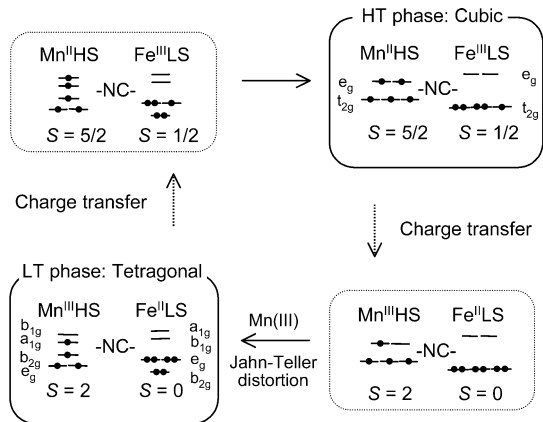 HT phase: Cubic
Mn^II HS Fe^III LS
-NC-
S = 5/2 S = 1/2
Mn^II HS Fe^III LS
e_g -NC- e_g
t_2g t_2g
S = 5/2 S = 1/2
Charge transfer
Charge transfer
LT phase: Tetragonal
Mn^III HS Fe^II LS
b_1g a_1g
a_1g -NC- b_1g
b_2g e_g
e_g b_2g
S = 2 S = 0
Mn(III)
Jahn-Teller
distortion
Mn^III HS Fe^II LS
-NC-
S = 2 S = 0